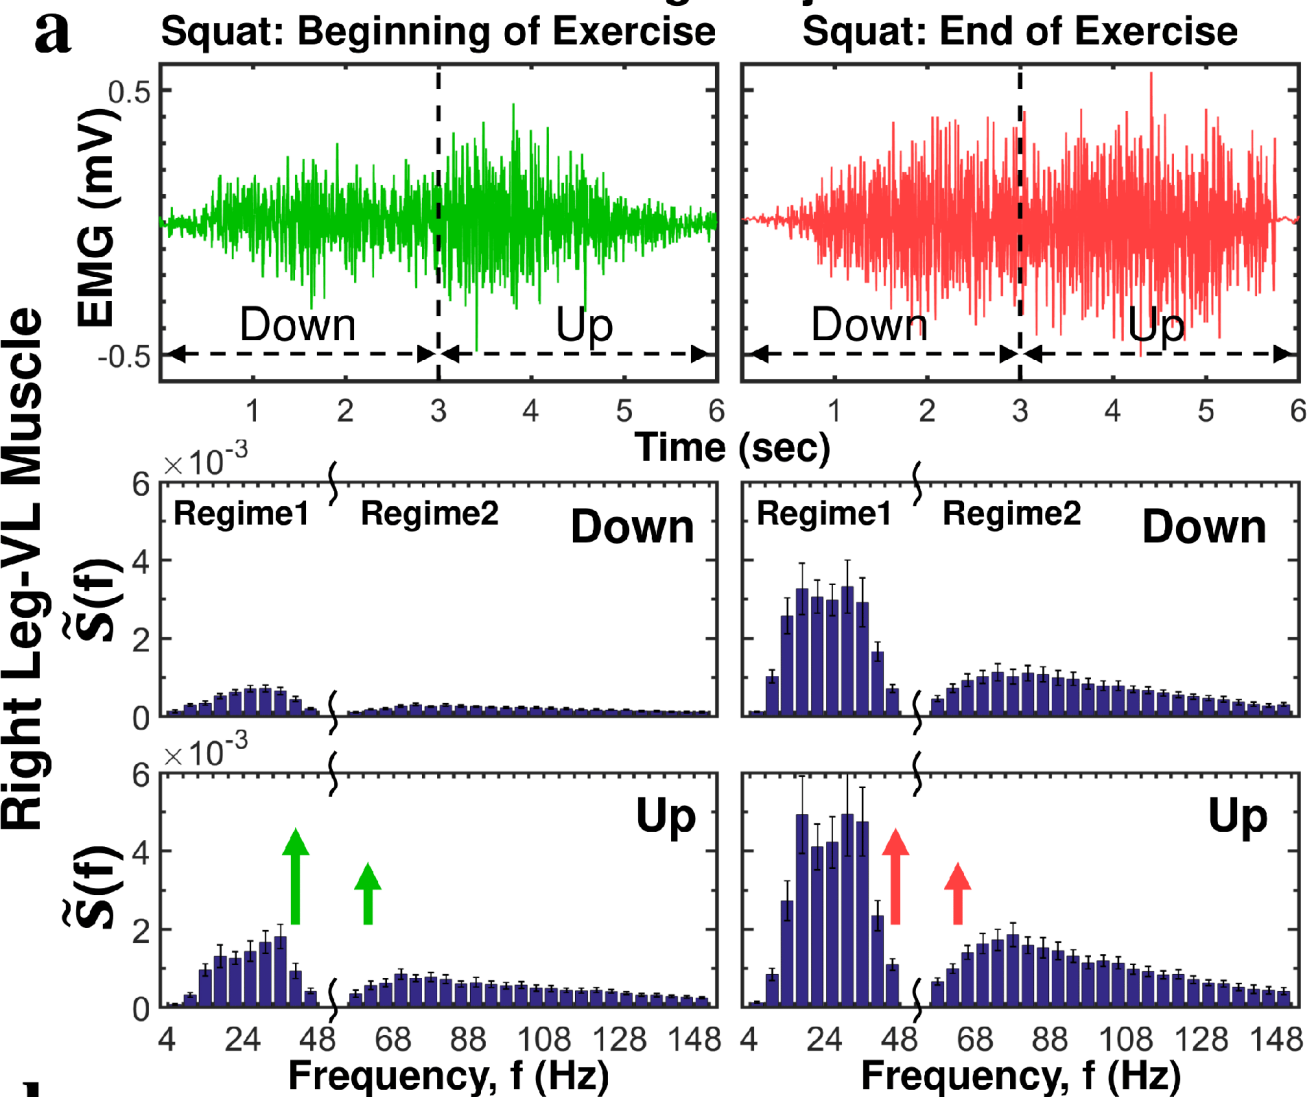 a
Squat: Beginning of Exercise
Squat: End of Exercise
EMG (mV)
0.5
-0.5
Down
Up
Down
Up
1 2 3 4 5 6
1 2 3 4 5 6
Time (sec)
Right Leg-VL Muscle
×10-3
S̃(f)
6
4
2
0
Regime1
Regime2
Down
Regime1
Regime2
Down
×10-3
S̃(f)
6
4
2
0
Up
Up
4 24 48 68 88 108 128 148
4 24 48 68 88 108 128 148
Frequency, f (Hz)
Frequency, f (Hz)